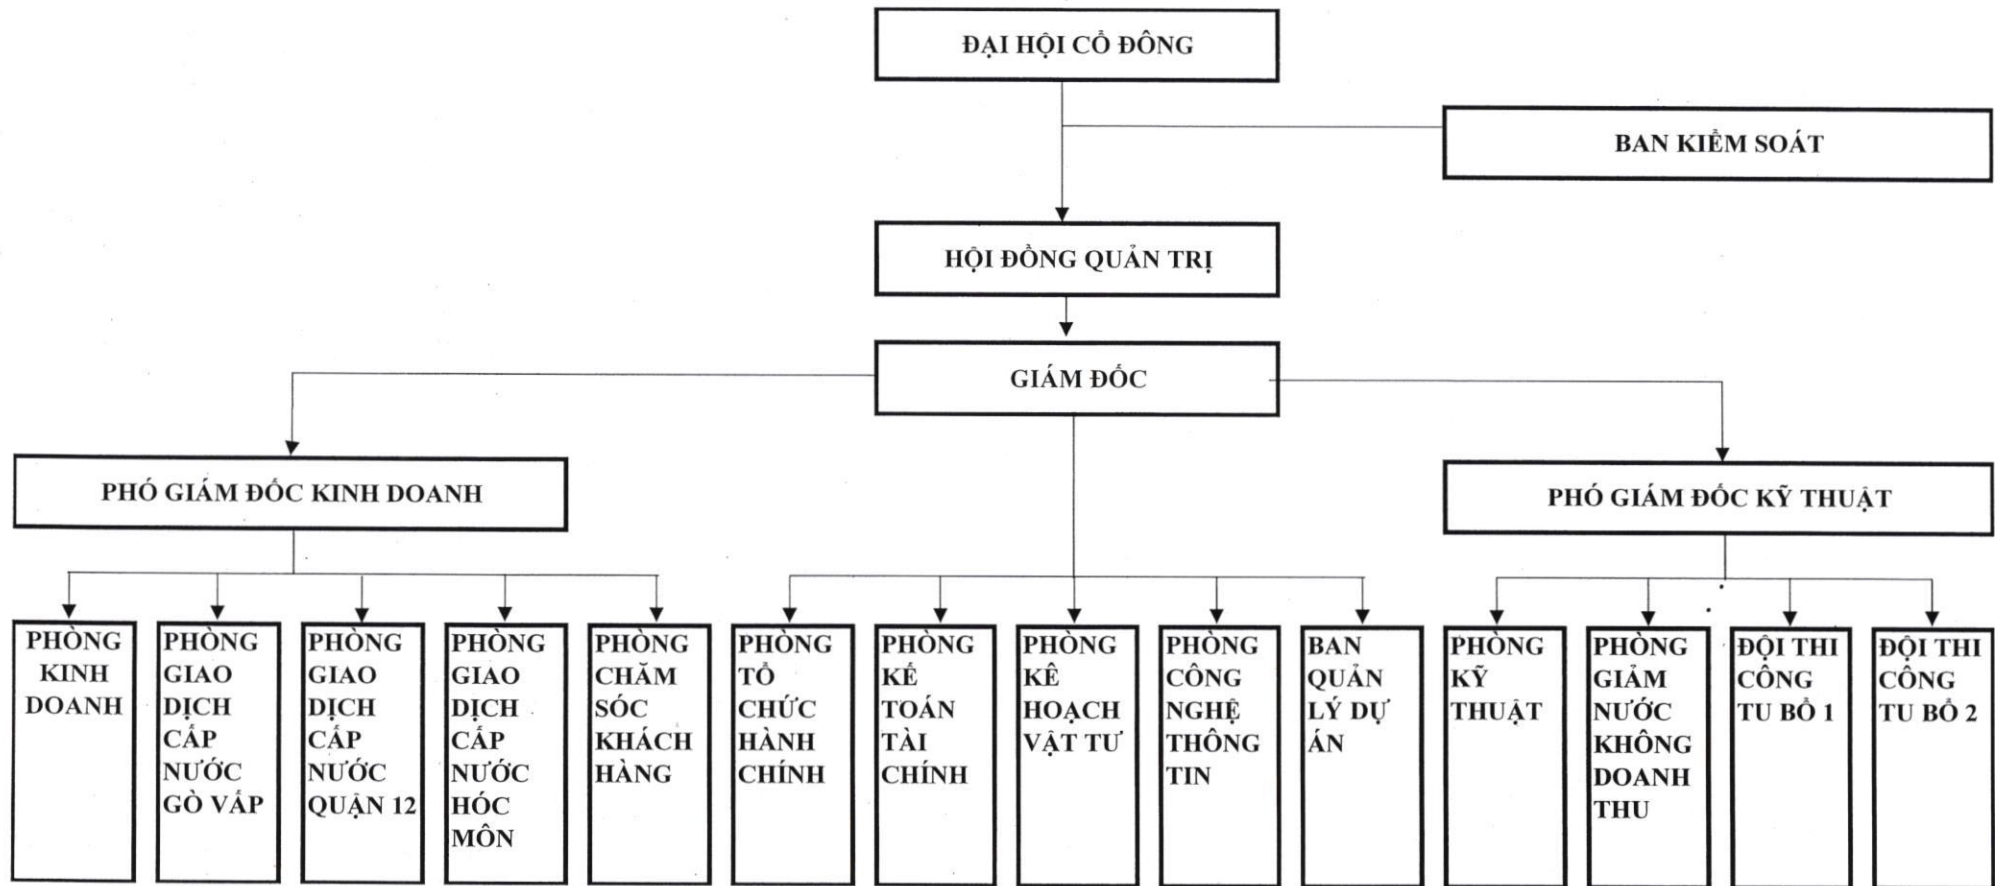 ĐẠI HỘI CỔ ĐÔNG
BAN KIỂM SOÁT
HỘI ĐỒNG QUẢN TRỊ
GIÁM ĐỐC
PHÓ GIÁM ĐỐC KINH DOANH
PHÓ GIÁM ĐỐC KỸ THUẬT
PHÒNG
KINH
DOANH
PHÒNG
GIAO
DỊCH
CẤP
NƯỚC
GÒ VẤP
PHÒNG
GIAO
DỊCH
CẤP
NƯỚC
QUẬN 12
PHÒNG
GIAO
DỊCH
CẤP
NƯỚC
HÓC
MÔN
PHÒNG
CHĂM
SÓC
KHÁCH
HÀNG
PHÒNG
TỔ
CHỨC
HÀNH
CHÍNH
PHÒNG
KẾ
TOÁN
TÀI
CHÍNH
PHÒNG
KÊ
HOẠCH
VẬT TƯ
PHÒNG
CÔNG
NGHỆ
THÔNG
TIN
BAN
QUẢN
LÝ DỰ
ÁN
PHÒNG
KỸ
THUẬT
PHÒNG
GIẢM
NƯỚC
KHÔNG
DOANH
THU
ĐỘI THI
CÔNG
TU BỔ 1
ĐỘI THI
CÔNG
TU BỔ 2